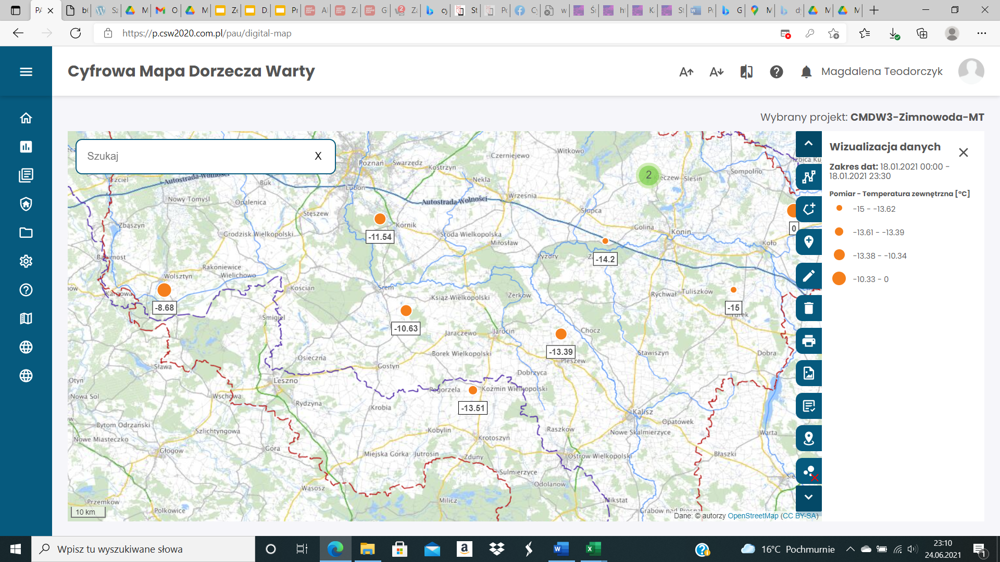 https://p.csw2020.com.pl/pau/digital-map
Cyfrowa Mapa Dorzecza Warty
Magdalena Teodorczyk
Wybrany projekt: CMDW3-Zimnowoda-MT
Szukaj X
Wizualizacja danych
Zakres dat: 18.01.2021 00:00 -
18.01.2021 23:30
Pomiar - Temperatura zewnętrzna [°C]
-15 - -13.62
-13.61 - -13.39
-13.38 - -10.34
-10.33 - 0
Witkowo
Czerniejewo
Poznań
Swarzędz
Kostrzyn
Sompolno
2
Ślesin
Nekla
Buk
Autostrada Wolności
Luboń
Września
Nowy Tomyśl
Opalenica
Autostrada Wolności
Słupca
Stęszew
Zbąszyń
Kórnik
Golina
Konin
0
Grodzisk Wielkopolski
-11.54
Środa Wielkopolska
Miłosław
Koło
Pyzdry
-14.2
Babimost
Rakoniewice
Wielichowo
Wolsztyn
Kościan
Śrem
Kargowa
Książ Wielkopolski
Żerków
Rychwał
Tuliszków
-8.68
-15
Turek
Śmigiel
-10.63
Jaraczewo
Jarocin
Chocz
Borek Wielkopolski
-13.39
Pleszew
Stawiszyn
Dobra
Osieczna
Gostyń
Sława
Dobrzyca
Otyń
Leszno
Pogorzela
Koźmin Wielkopolski
Nowa Sól
Wschowa
Rydzyna
Krobia
-13.51
Kalisz
Opatówek
Bytom Odrzański
Szlichtyngowa
Kobylin
Krotoszyn
Raszków
Nowe Skalmierzyce
Warta
Nowe Miasteczko
Głogów
Góra
Miejska Górka
Jutrosin
Zduny
Ostrów Wielkopolski
Błaszki
Sulmierzyce
Wąsosz
Odolanów
Przemków
Polkowice
Milicz
Mikstat
Grabów nad Prosną
10 km
Dane: © autorzy OpenStreetMap (CC BY-SA)
Wpisz tu wyszukiwane słowa
16°C Pochmurnie
23:10
24.06.2021
1